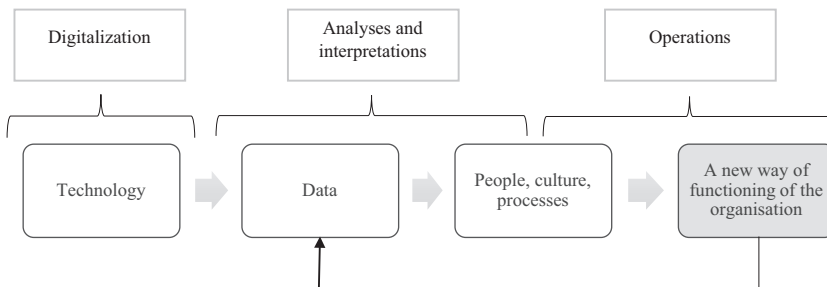 Digitalization
Analyses and
interpretations
Operations
Technology
Data
People, culture,
processes
A new way of
functioning of the
organisation